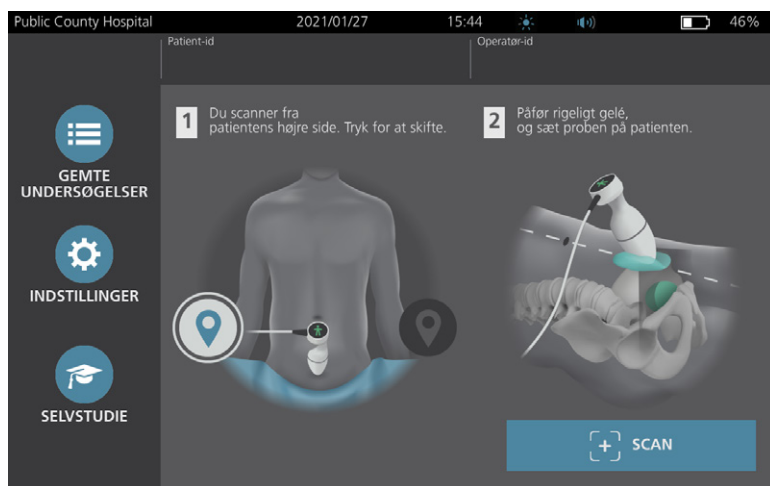 Public County Hospital 2021/01/27 15:44 46%
Patient-id
Operatør-id
1 Du scanner fra
patientens højre side. Tryk for at skifte.
2 Påfør rigeligt gelé,
og sæt proben på patienten.
GEMTE
UNDERSØGELSER
INDSTILLINGER
SELVSTUDIE
SCAN